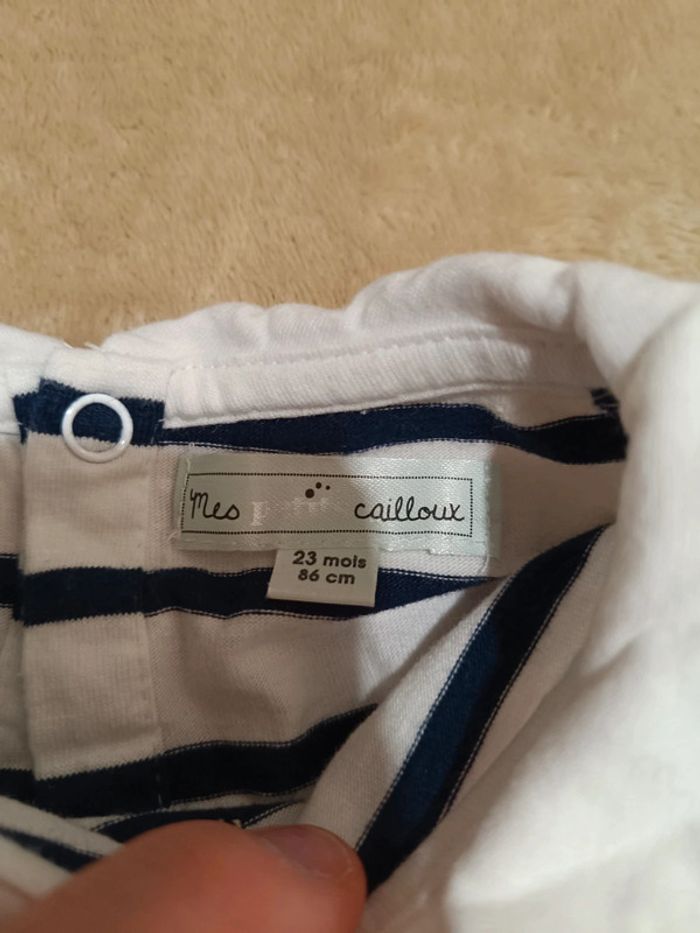 Mes cailloux
23 mois
86 cm